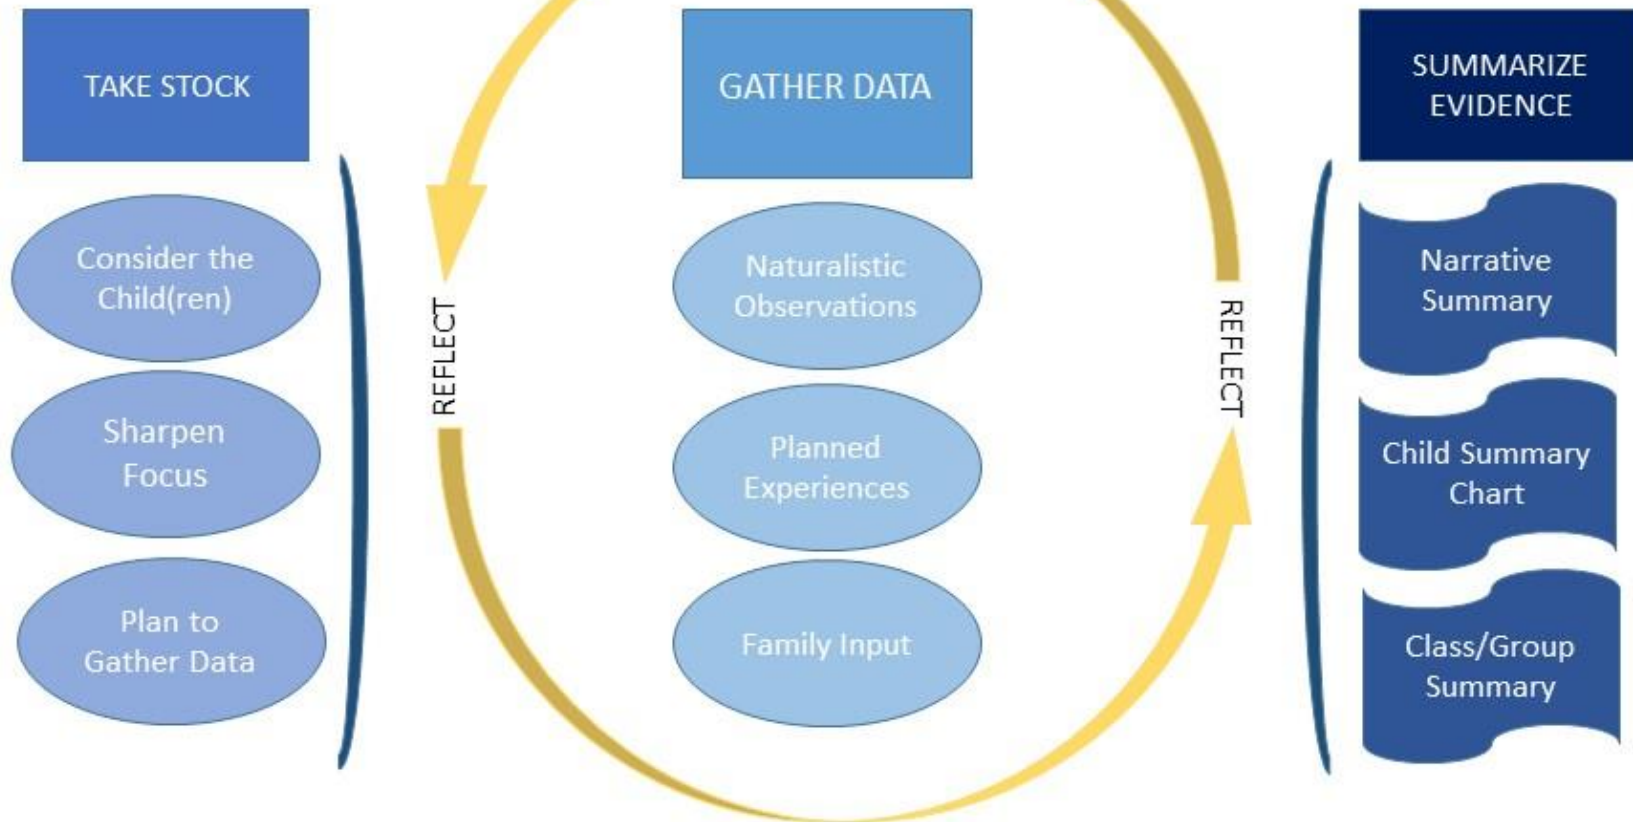 TAKE STOCK
Consider the
Child(ren)
Sharpen
Focus
Plan to
Gather Data
REFLECT
GATHER DATA
Naturalistic
Observations
Planned
Experiences
Family Input
REFLECT
SUMMARIZE
EVIDENCE
Narrative
Summary
Child Summary
Chart
Class/Group
Summary